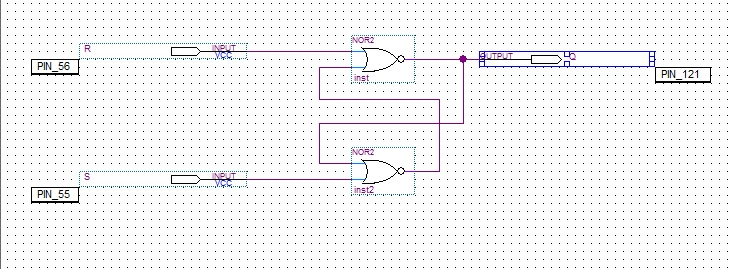 NOR2
R
INPUT
VCC
OUTPUT
Q
PIN_56
inst
PIN_121
NOR2
S
INPUT
VCC
PIN_55
inst2